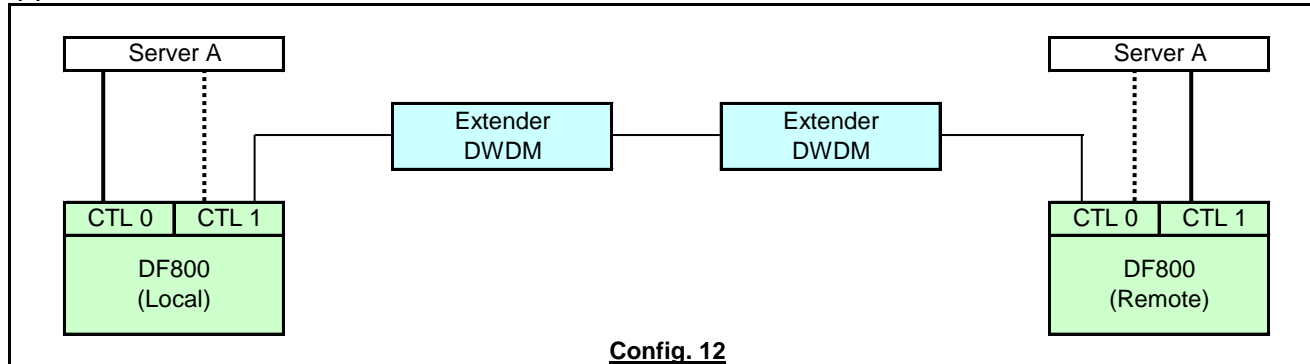 Server A
Server A
Extender
DWDM
Extender
DWDM
CTL 0
CTL 1
CTL 0
CTL 1
DF800
(Local)
DF800
(Remote)
Config. 12